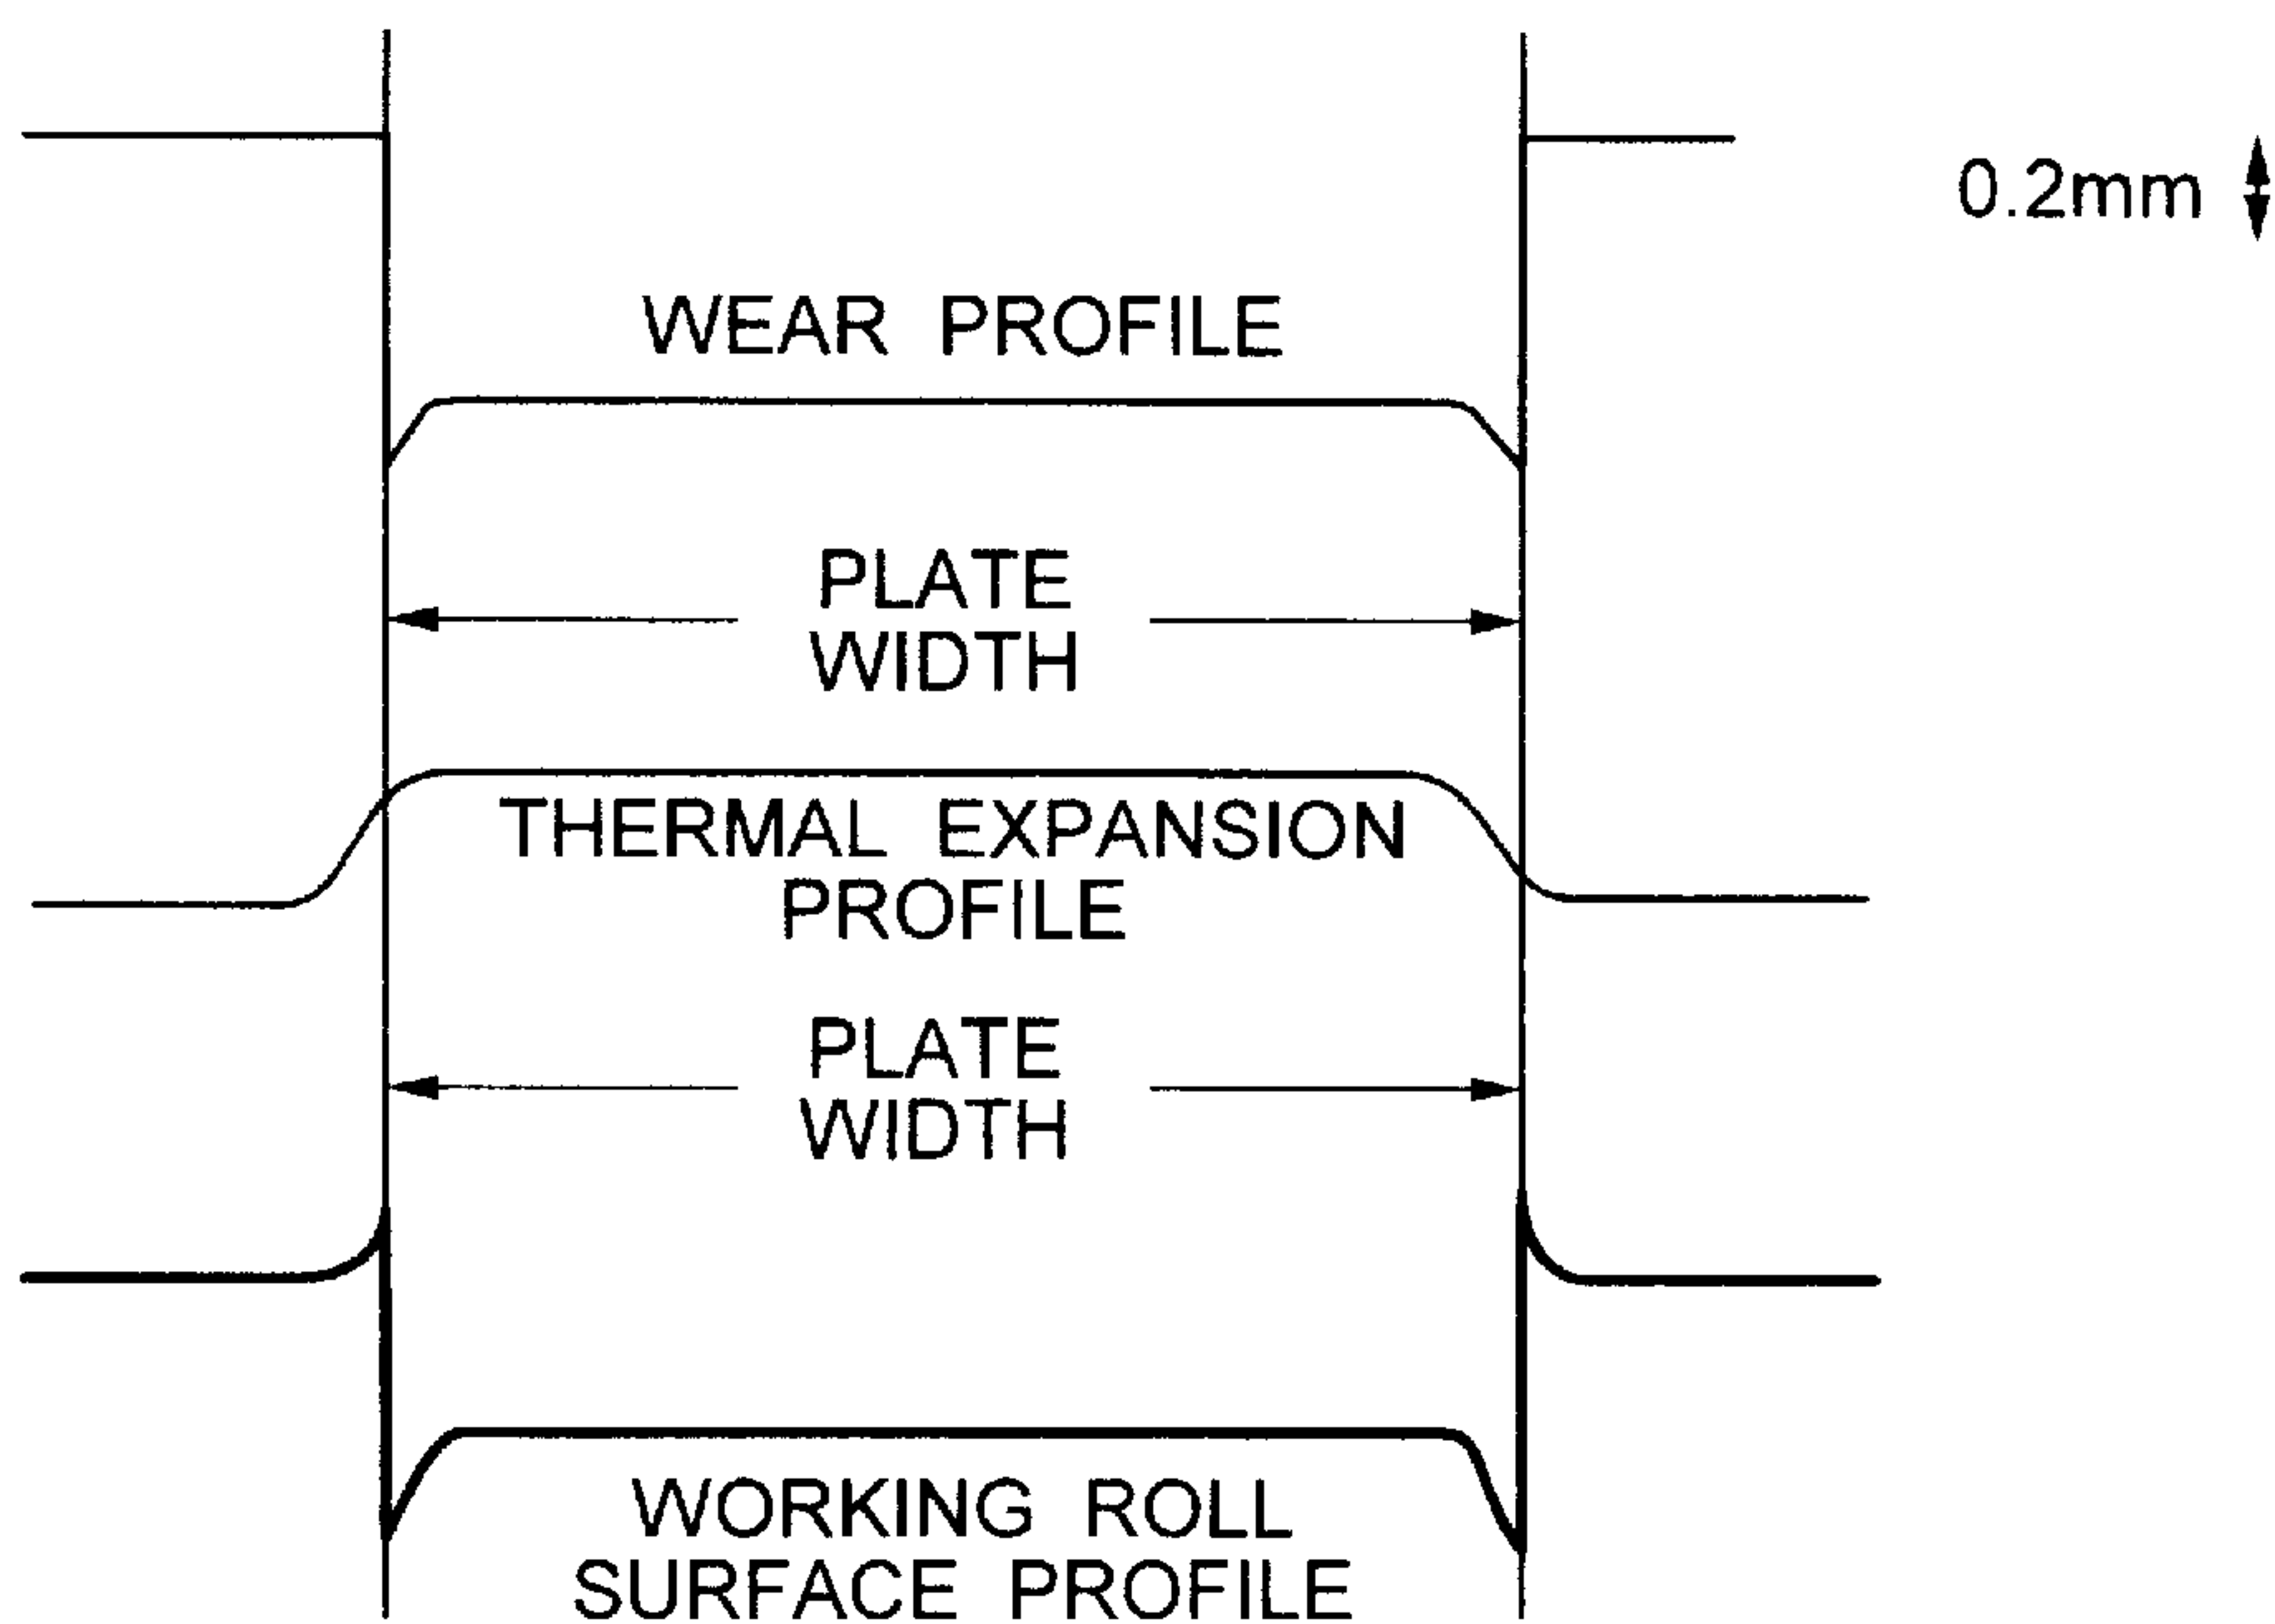 0.2mm
WEAR PROFILE
PLATE
WIDTH
THERMAL EXPANSION
PROFILE
PLATE
WIDTH
WORKING ROLL
SURFACE PROFILE